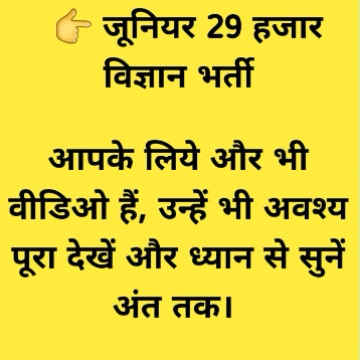 👉 जूनियर 29 हजार
विज्ञान भर्ती
आपके लिये और भी
वीडिओ हैं, उन्हें भी अवश्य
पूरा देखें और ध्यान से सुनें
अंत तक।